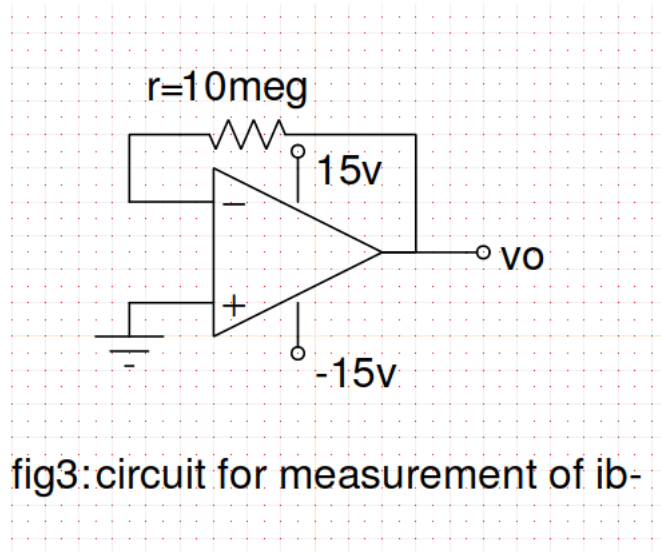 r=10meg
15v
−
vo
+
-15v
fig3:circuit for measurement of ib-